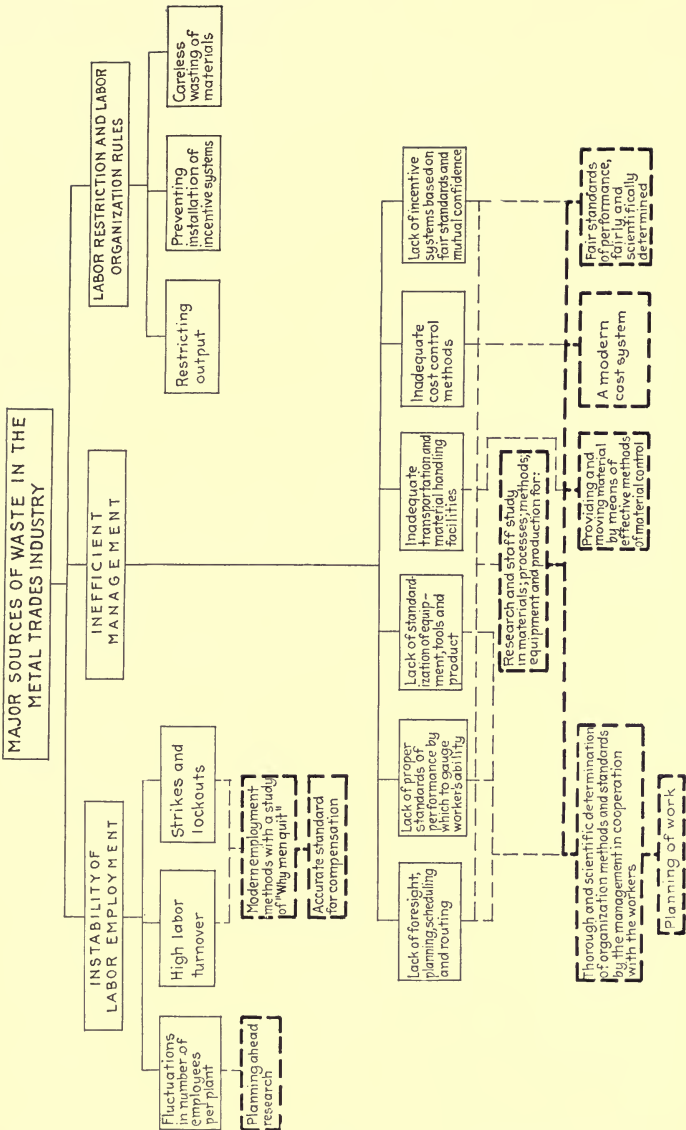 MAJOR SOURCES OF WASTE IN THE
METAL TRADES INDUSTRY
INSTABILITY OF
LABOR EMPLOYMENT
INEFFICIENT
MANAGEMENT
LABOR RESTRICTION AND LABOR
ORGANIZATION RULES
Fluctuations
in number of
employees
per plant
High labor
turnover
Strikes and
lockouts
Restricting
output
Preventing
installation of
incentive systems
Careless
wasting of
materials
Planning ahead
research
Modern employment
methods with a study
of "Why men quit"
Accurate standard
for compensation
Lack of foresight,
planning, scheduling
and routing
Lack of proper
standards of
performance by
which to gauge
worker's ability
Lack of standard-
ization of equip-
ment, tools and
product
Inadequate
transportation and
material handling
facilities
Inadequate
cost control
methods
Lack of incentive
systems based on
fair standards and
mutual confidence
Research and staff study
in materials; processes; methods;
equipment and production for:
Thorough and scientific determination
of organization methods and standards
by the management in cooperation
with the workers
Providing and
moving material
by means of
effective methods
of material control
A modern
cast system
Fair standards
of performance,
fairly and
scientifically
determined
Planning of work